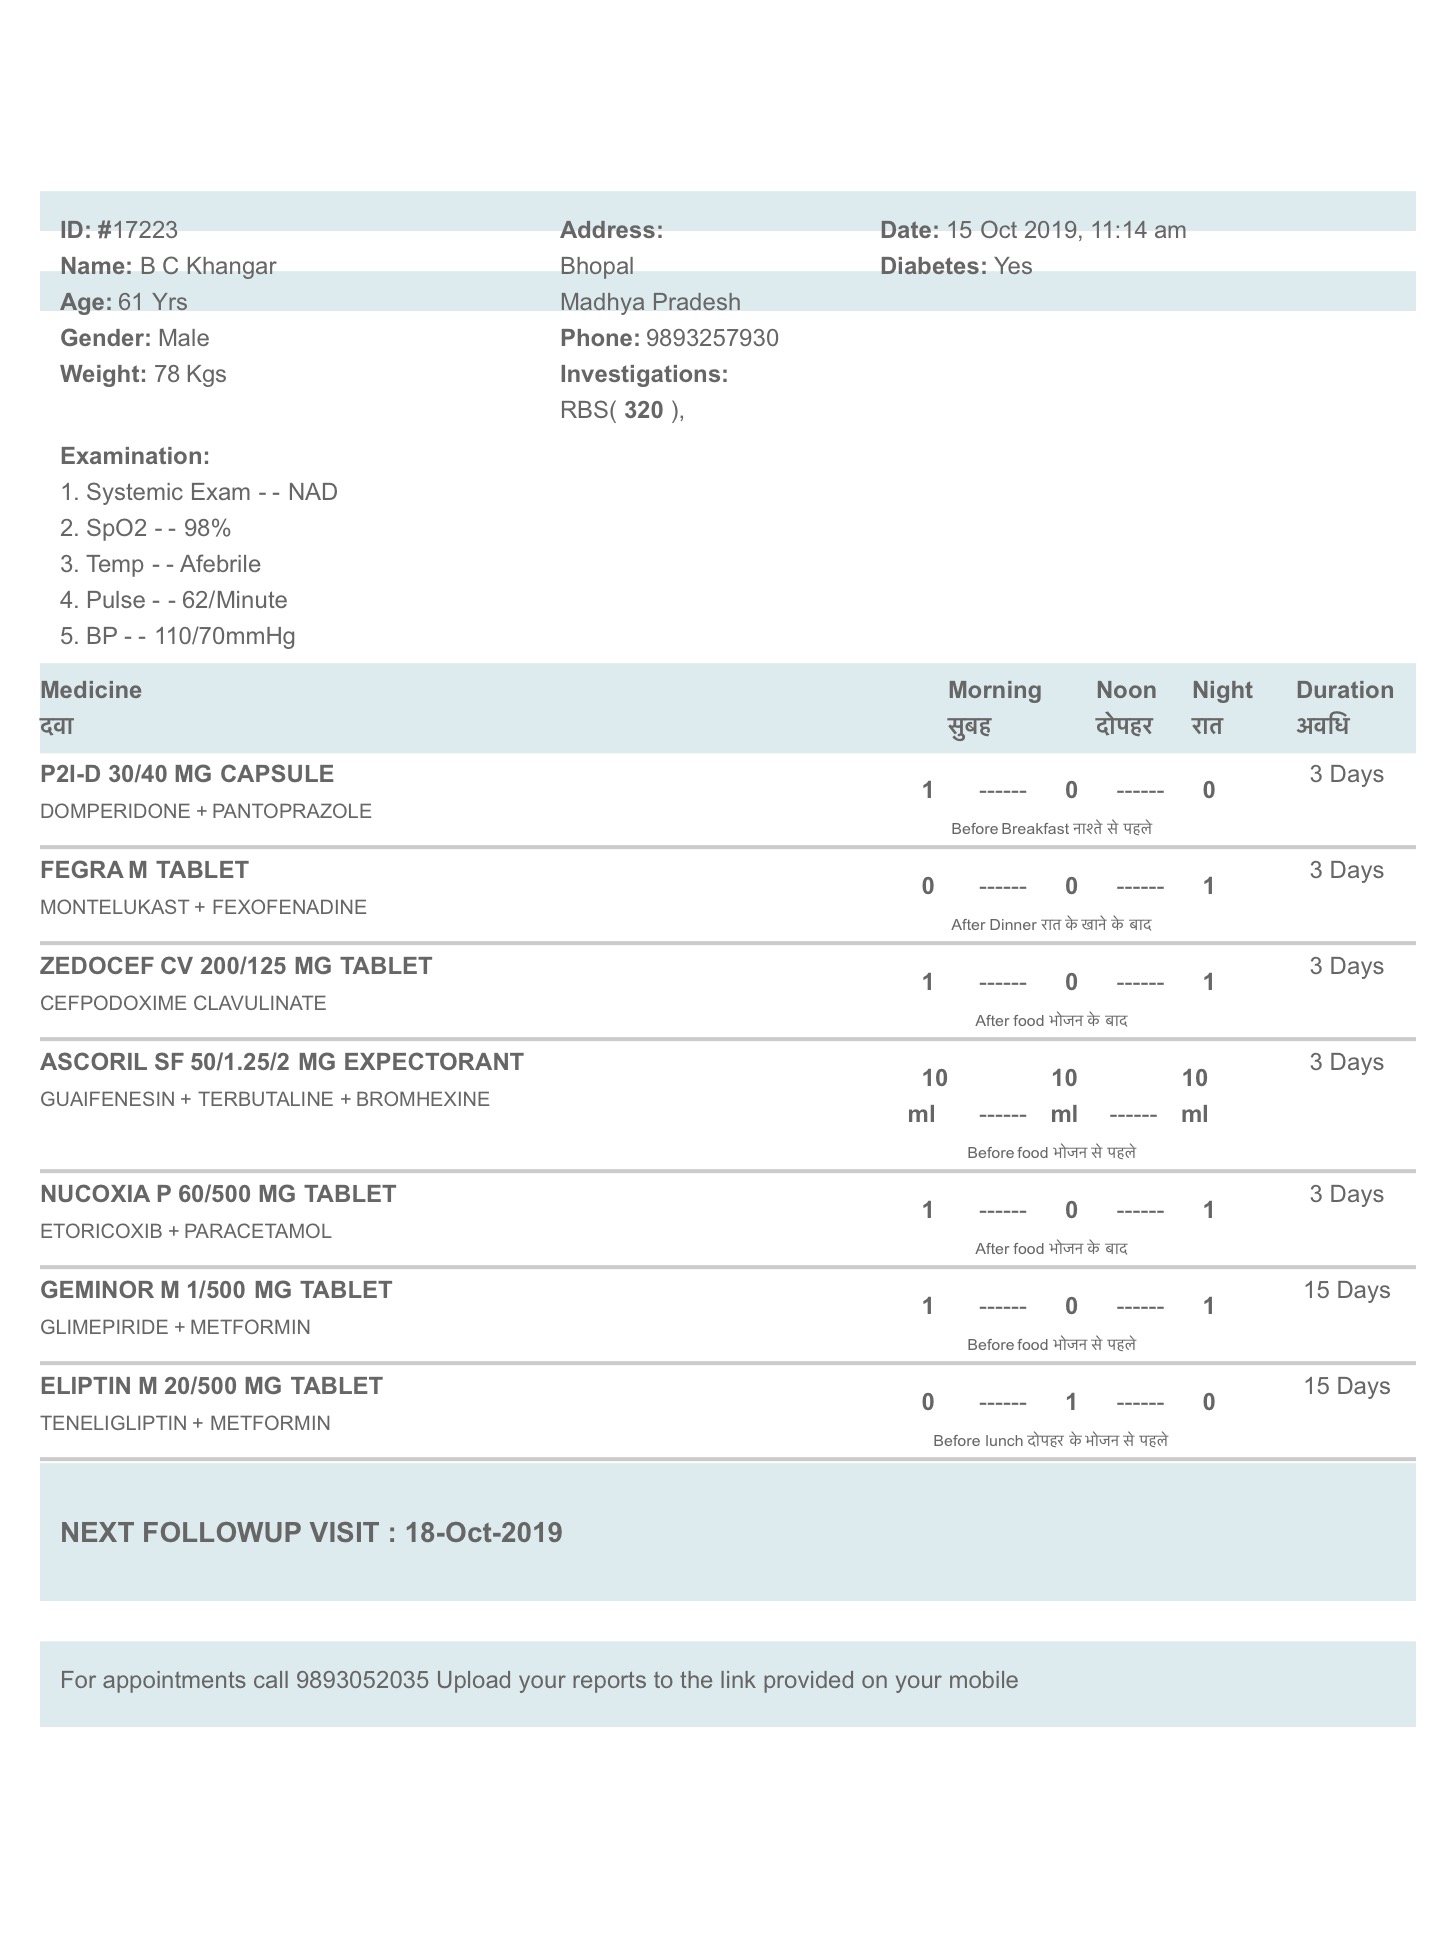 ID: #17223
Name: B C Khangar
Age: 61 Yrs
Gender: Male
Weight: 78 Kgs
Address:
Bhopal
Madhya Pradesh
Phone: 9893257930
Investigations:
RBS( 320 ),
Date: 15 Oct 2019, 11:14 am
Diabetes: Yes
Examination:
1. Systemic Exam - - NAD
2. SpO2 - - 98%
3. Temp - - Afebrile
4. Pulse - - 62/Minute
5. BP - - 110/70mmHg
Medicine Morning Noon Night Duration
दवा सुबह दोपहर रात अवधि
P2I-D 30/40 MG CAPSULE 3 Days
1 ------ 0 ------ 0
DOMPERIDONE + PANTOPRAZOLE
Before Breakfast नाश्ते से पहले
FEGRA M TABLET 3 Days
0 ------ 0 ------ 1
MONTELUKAST + FEXOFENADINE
After Dinner रात के खाने के बाद
ZEDOCEF CV 200/125 MG TABLET 3 Days
1 ------ 0 ------ 1
CEFPODOXIME CLAVULINATE
After food भोजन के बाद
ASCORIL SF 50/1.25/2 MG EXPECTORANT 3 Days
10 10 10
GUAIFENESIN + TERBUTALINE + BROMHEXINE
ml ------ ml ------ ml
Before food भोजन से पहले
NUCOXIA P 60/500 MG TABLET 3 Days
1 ------ 0 ------ 1
ETORICOXIB + PARACETAMOL
After food भोजन के बाद
GEMINOR M 1/500 MG TABLET 15 Days
1 ------ 0 ------ 1
GLIMEPIRIDE + METFORMIN
Before food भोजन से पहले
ELIPTIN M 20/500 MG TABLET 15 Days
0 ------ 1 ------ 0
TENELIGLIPTIN + METFORMIN
Before lunch दोपहर के भोजन से पहले
NEXT FOLLOWUP VISIT : 18-Oct-2019
For appointments call 9893052035 Upload your reports to the link provided on your mobile